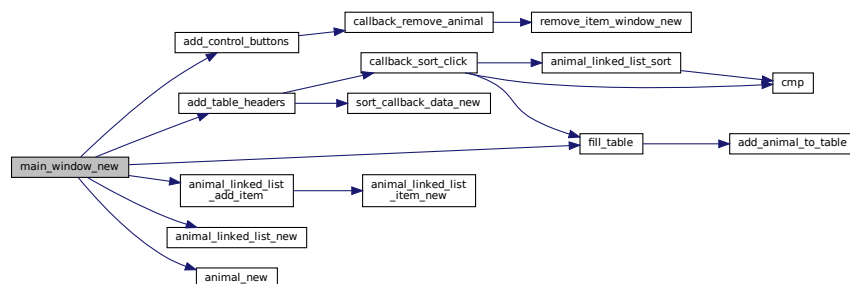 callback_remove_animal
remove_item_window_new
add_control_buttons
callback_sort_click
animal_linked_list_sort
cmp
add_table_headers
sort_callback_data_new
fill_table
add_animal_to_table
main_window_new
animal_linked_list
_add_item
animal_linked_list
_item_new
animal_linked_list_new
animal_new